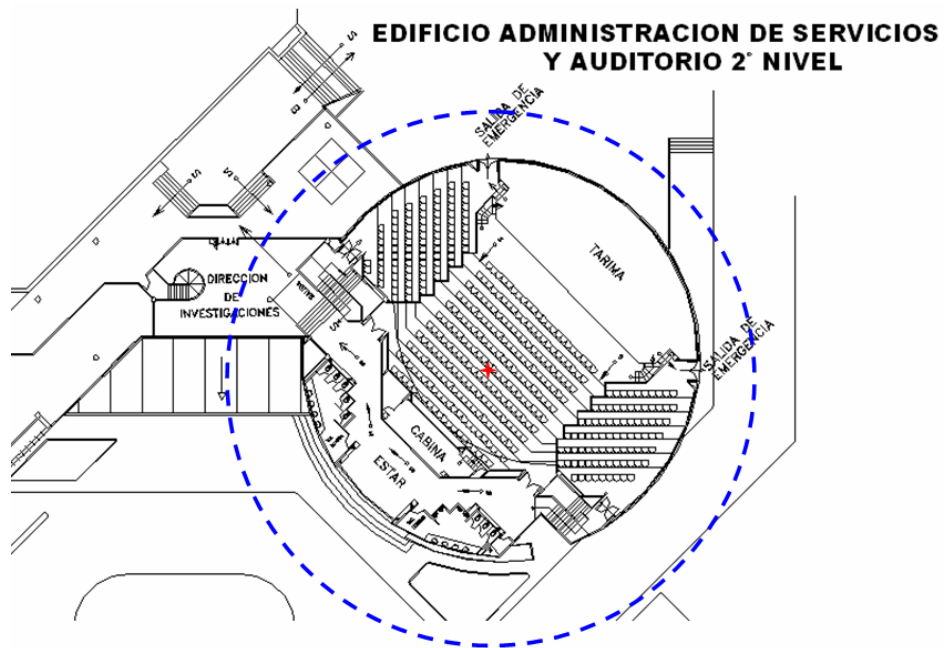 EDIFICIO ADMINISTRACION DE SERVICIOS
Y AUDITORIO 2° NIVEL
SALIDA DE
EMERGENCIA
TARIMA
DIRECCION
DE
INVESTIGACIONES
SALIDA DE
EMERGENCIA
CABINA
ESTAR